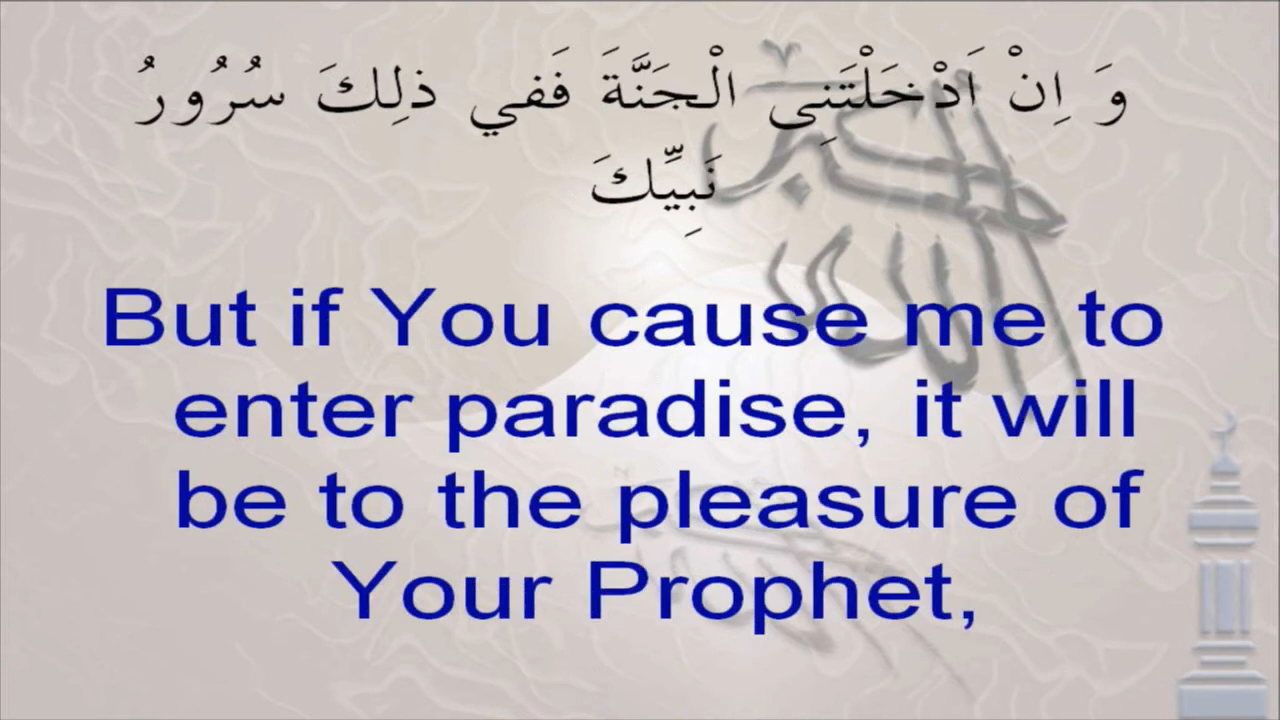 وَ اِنْ اَدْخَلْتَنِى الْجَنَّةَ فَفي ذلِكَ سُرُورُ
نَبِيِّكَ
But if You cause me to
enter paradise, it will
be to the pleasure of
Your Prophet,